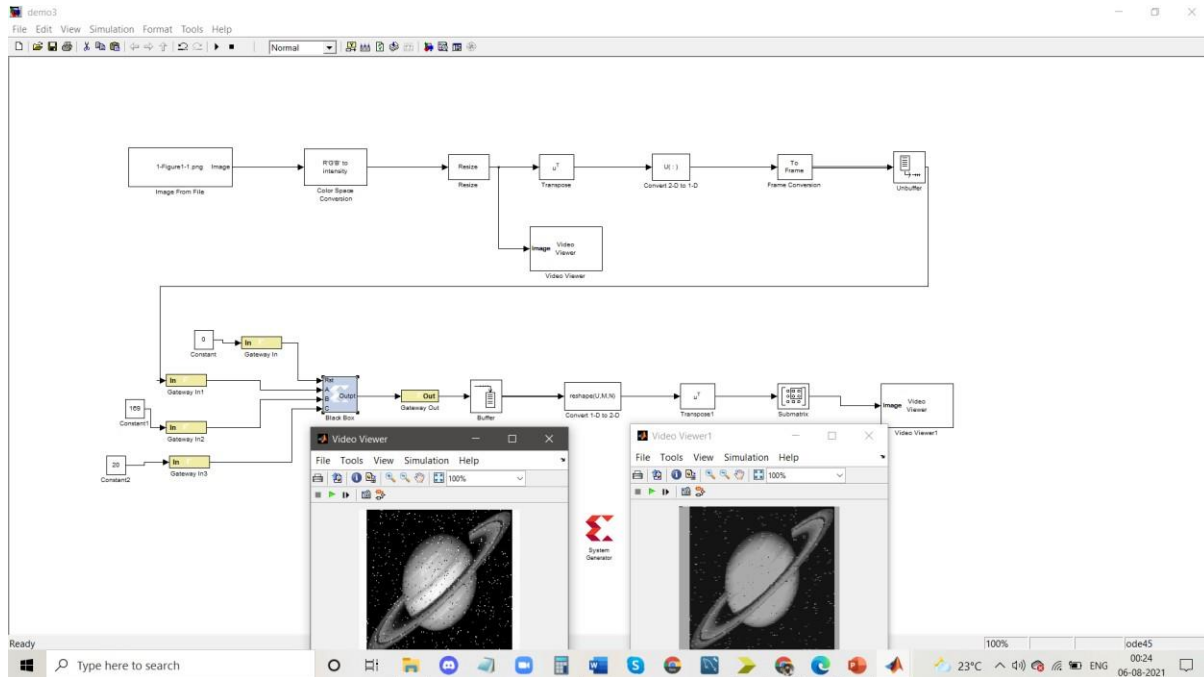 demo3
File Edit View Simulation Format Tools Help
Normal
1-Figure1-1.png Image
Image From File
R'G'B' to
intensity
Color Space
Conversion
Resize
Resize
uT
Transpose
U( : )
Convert 2-D to 1-D
To
Frame
Frame Conversion
Unbuffer
Image Video
Viewer
Video Viewer
0
Constant
In
Gateway In
In
Gateway In1
Constant1
In
Gateway In2
20
Constant2
In
Gateway In3
Rst
A
B
C
Outpt
Black Box
Out
Gateway Out
Buffer
reshape(U,M,N)
Convert 1-D to 2-D
uT
Transpose1
Submatrix
Image Video
Viewer
Video Viewer1
Video Viewer
File Tools View Simulation Help
100%
System
Generator
Video Viewer1
File Tools View Simulation Help
100%
Ready
100%
ode45
Type here to search
23°C
ENG
00:24
06-08-2021